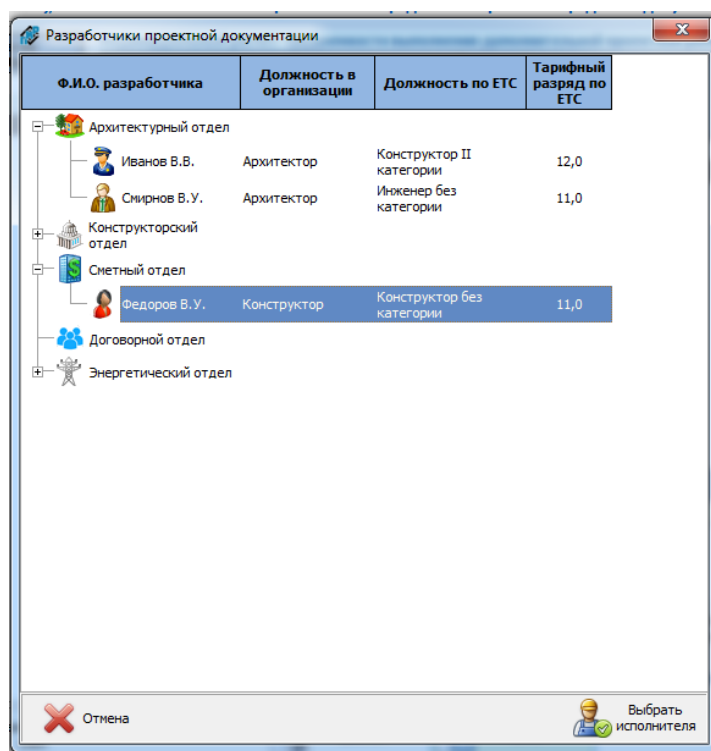 Разработчики проектной документации
Ф.И.О. разработчика
Должность в
организации
Должность по ЕТС
Тарифный
разряд по
ЕТС
Архитектурный отдел
Иванов В.В. Архитектор Конструктор II
категории 12,0
Смирнов В.У. Архитектор Инженер без
категории 11,0
Конструкторский
отдел
Сметный отдел
Федоров В.У. Конструктор Конструктор без
категории 11,0
Договорной отдел
Энергетический отдел
Отмена
Выбрать
исполнителя